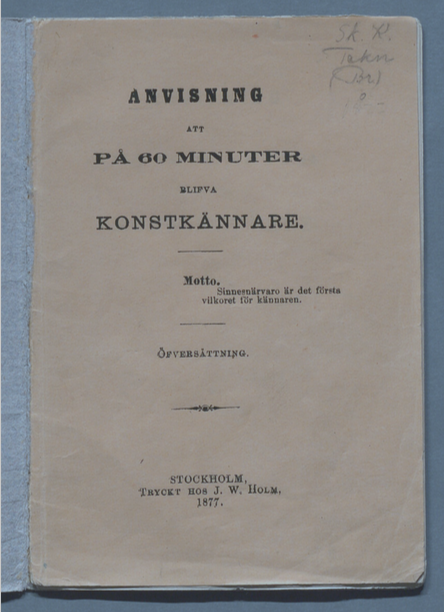 Sk. K.
ANVISNING
ATT
PÅ 60 MINUTER
BLIFVA
KONSTKÄNNARE.
Motto.
Sinnesnärvaro är det första
vilkoret för kännaren.
ÖFVERSÄTTNING.
STOCKHOLM,
TRYCKT HOS J. W. HOLM,
1877.